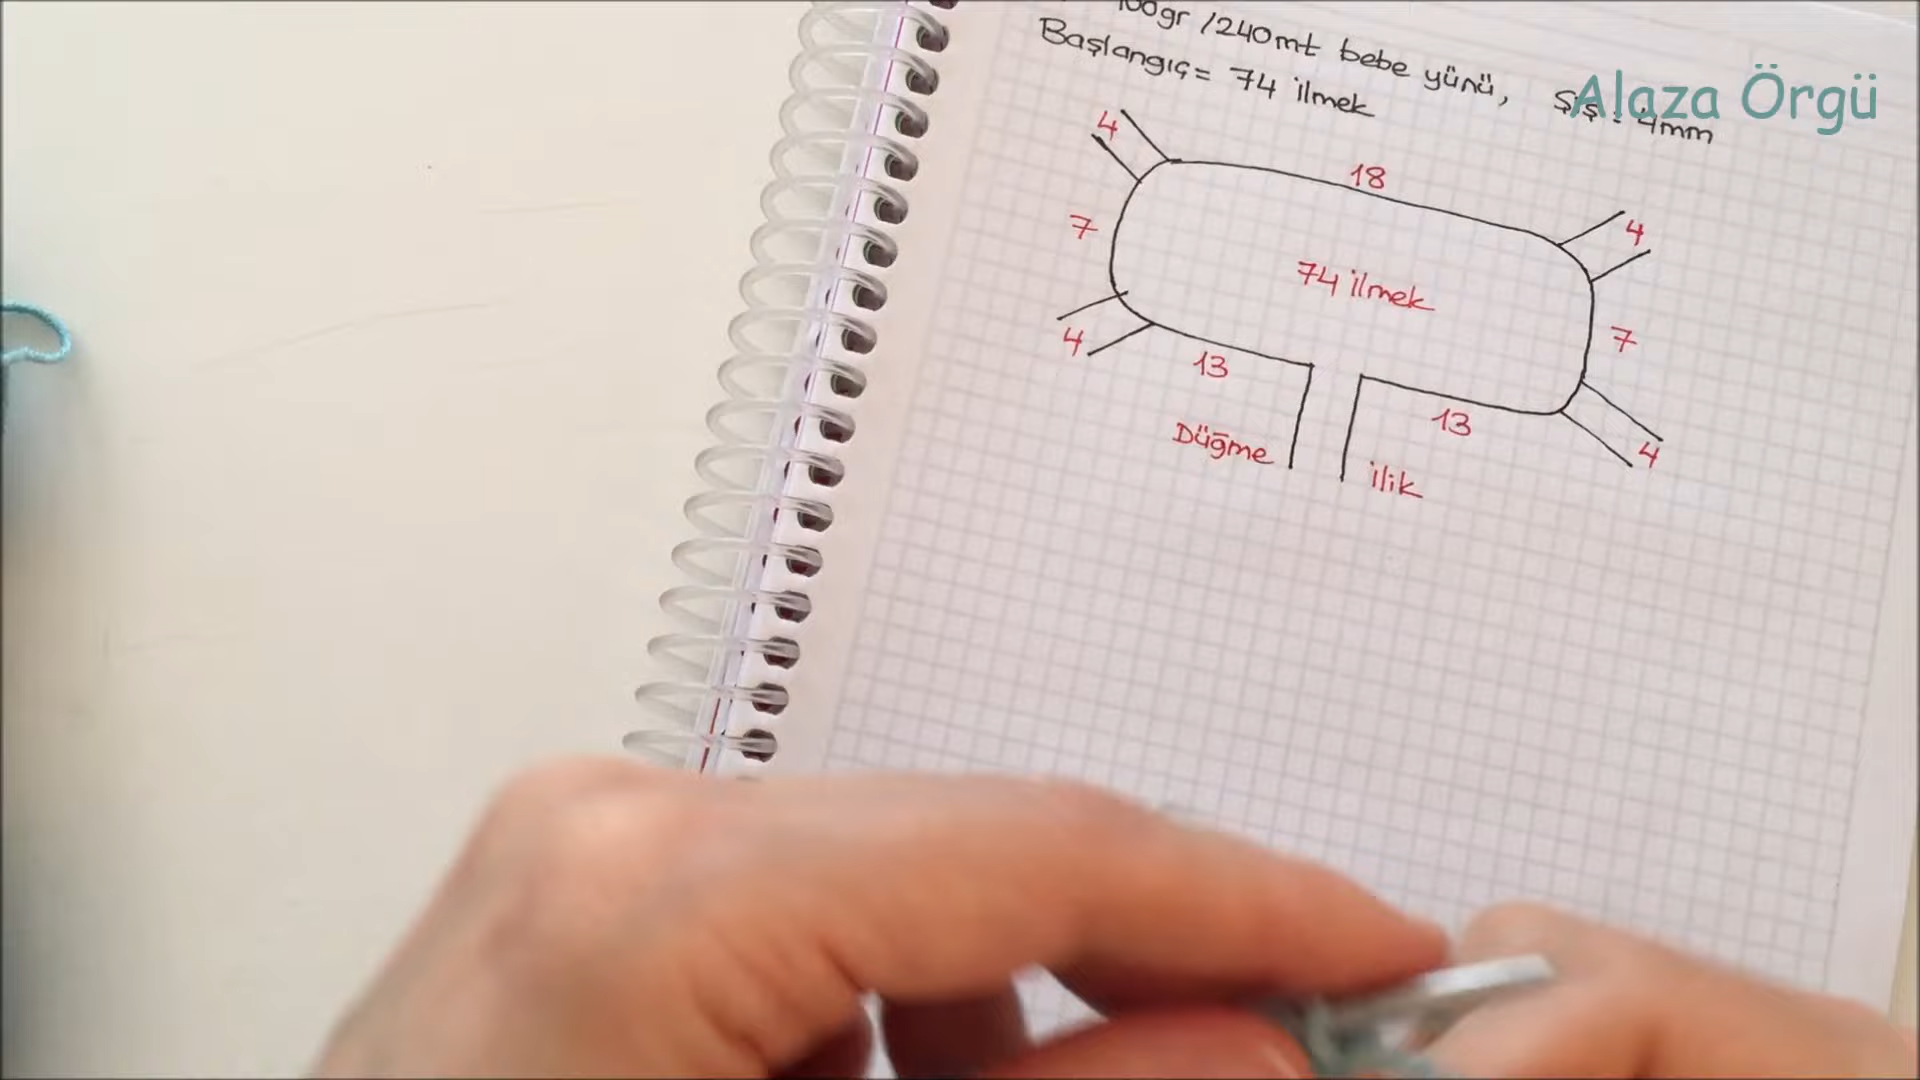 100gr /240mt bebe yünü, Şiş: 4mm
Başlangıç= 74 ilmek
Alaza Örgü
4
18
4
7
74 ilmek
7
4
13
13
4
Düğme
ilik